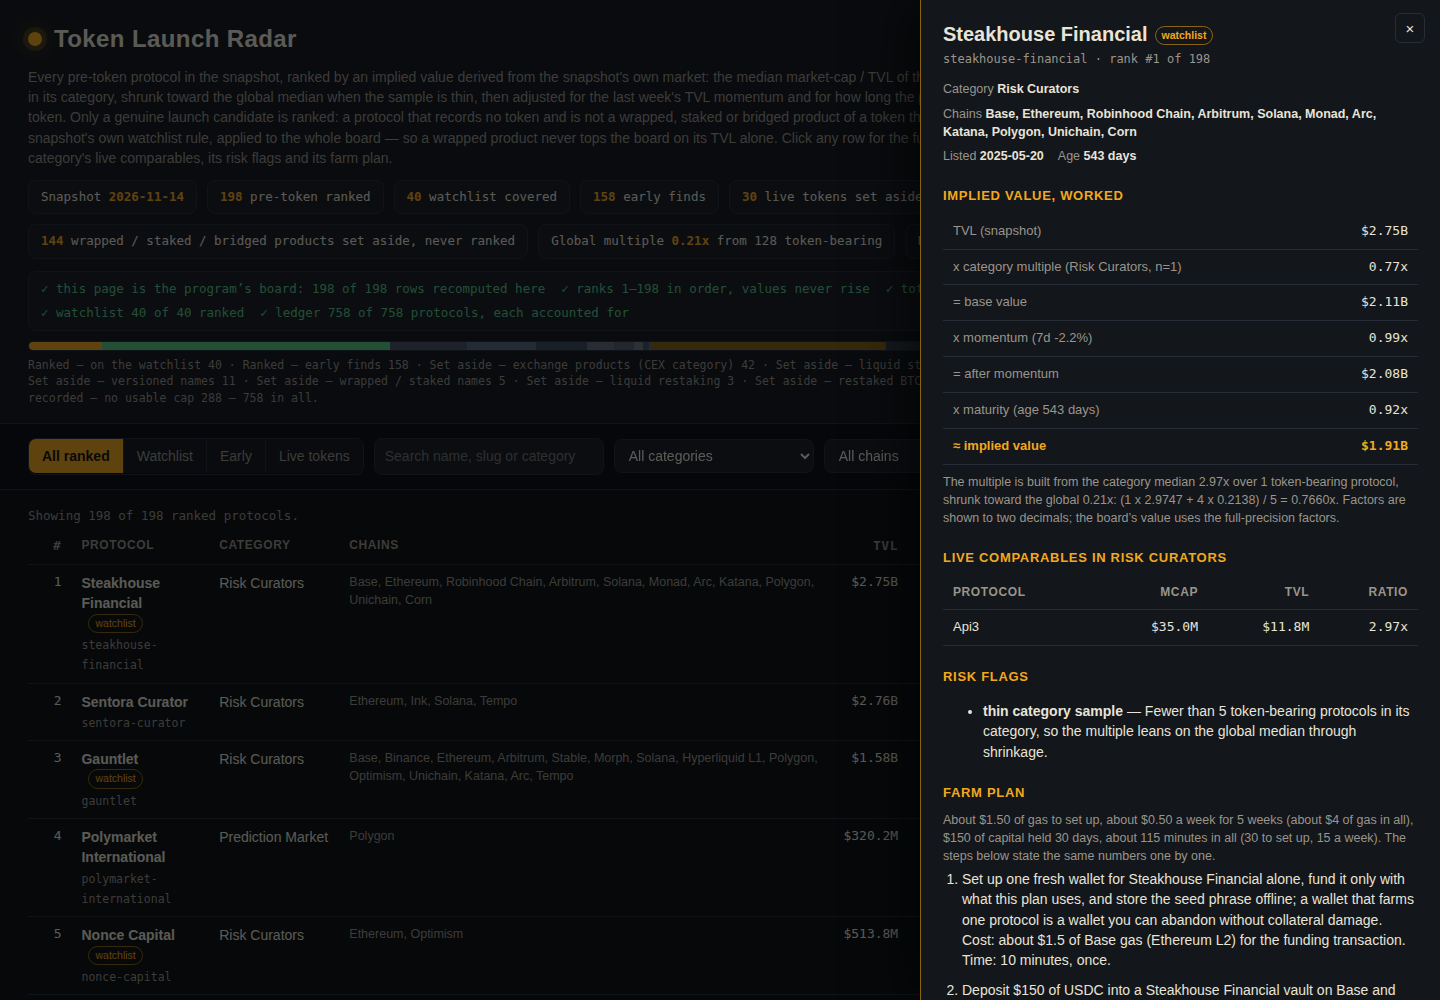 Token Launch Radar
Every pre-token protocol in the snapshot, ranked by an implied value derived from the snapshot's own market: the median market-cap / TVL of
in its category, shrunk toward the global median when the sample is thin, then adjusted for the last week's TVL momentum and for how long the
token. Only a genuine launch candidate is ranked: a protocol that records no token and is not a wrapped, staked or bridged product of a token
snapshot's own watchlist rule, applied to the whole board — so a wrapped product never tops the board on its TVL alone. Click any row for the
category's live comparables, its risk flags and its farm plan.
Snapshot 2026-11-14
198 pre-token ranked
40 watchlist covered
158 early finds
30 live tokens set aside
144 wrapped / staked / bridged products set aside, never ranked
Global multiple 0.21x from 128 token-bearing
✓ this page is the program's board: 198 of 198 rows recomputed here ✓ ranks 1–198 in order, values never rise ✓
✓ watchlist 40 of 40 ranked ✓ ledger 758 of 758 protocols, each accounted for
Ranked — on the watchlist 40 · Ranked — early finds 158 · Set aside — exchange products (CEX category) 42 · Set aside — liquid
Set aside — versioned names 11 · Set aside — wrapped / staked names 5 · Set aside — liquid restaking 3 · Set aside — restaked BTC
recorded — no usable cap 288 — 758 in all.
All ranked
Watchlist
Early
Live tokens
Search name, slug or category
All categories
All chains
Showing 198 of 198 ranked protocols.
# PROTOCOL CATEGORY CHAINS TVL
1 Steakhouse Financial watchlist steakhouse-financial Risk Curators Base, Ethereum, Robinhood Chain, Arbitrum, Solana, Monad, Arc, Katana, Polygon, Unichain, Corn $2.75B
2 Sentora Curator sentora-curator Risk Curators Ethereum, Ink, Solana, Tempo $2.76B
3 Gauntlet watchlist gauntlet Risk Curators Base, Binance, Ethereum, Arbitrum, Stable, Morph, Solana, Hyperliquid L1, Polygon, Optimism, Unichain, Katana, Arc, Tempo $1.58B
4 Polymarket International polymarket-international Prediction Market Polygon $320.2M
5 Nonce Capital watchlist nonce-capital Risk Curators Ethereum, Optimism $513.8M
Steakhouse Financial watchlist
×
steakhouse-financial · rank #1 of 198
Category Risk Curators
Chains Base, Ethereum, Robinhood Chain, Arbitrum, Solana, Monad, Arc,
Katana, Polygon, Unichain, Corn
Listed 2025-05-20 Age 543 days
IMPLIED VALUE, WORKED
TVL (snapshot) $2.75B
x category multiple (Risk Curators, n=1) 0.77x
= base value $2.11B
x momentum (7d -2.2%) 0.99x
= after momentum $2.08B
x maturity (age 543 days) 0.92x
≈ implied value $1.91B
The multiple is built from the category median 2.97x over 1 token-bearing protocol,
shrunk toward the global 0.21x: (1 x 2.9747 + 4 x 0.2138) / 5 = 0.7660x. Factors are
shown to two decimals; the board's value uses the full-precision factors.
LIVE COMPARABLES IN RISK CURATORS
PROTOCOL MCAP TVL RATIO
Api3 $35.0M $11.8M 2.97x
RISK FLAGS
• thin category sample — Fewer than 5 token-bearing protocols in its
category, so the multiple leans on the global median through
shrinkage.
FARM PLAN
About $1.50 of gas to set up, about $0.50 a week for 5 weeks (about $4 of gas in all),
$150 of capital held 30 days, about 115 minutes in all (30 to set up, 15 a week). The
steps below state the same numbers one by one.
1. Set up one fresh wallet for Steakhouse Financial alone, fund it only with
what this plan uses, and store the seed phrase offline; a wallet that farms
one protocol is a wallet you can abandon without collateral damage.
Cost: about $1.5 of Base gas (Ethereum L2) for the funding transaction.
Time: 10 minutes, once.
2. Deposit $150 of USDC into a Steakhouse Financial vault on Base and